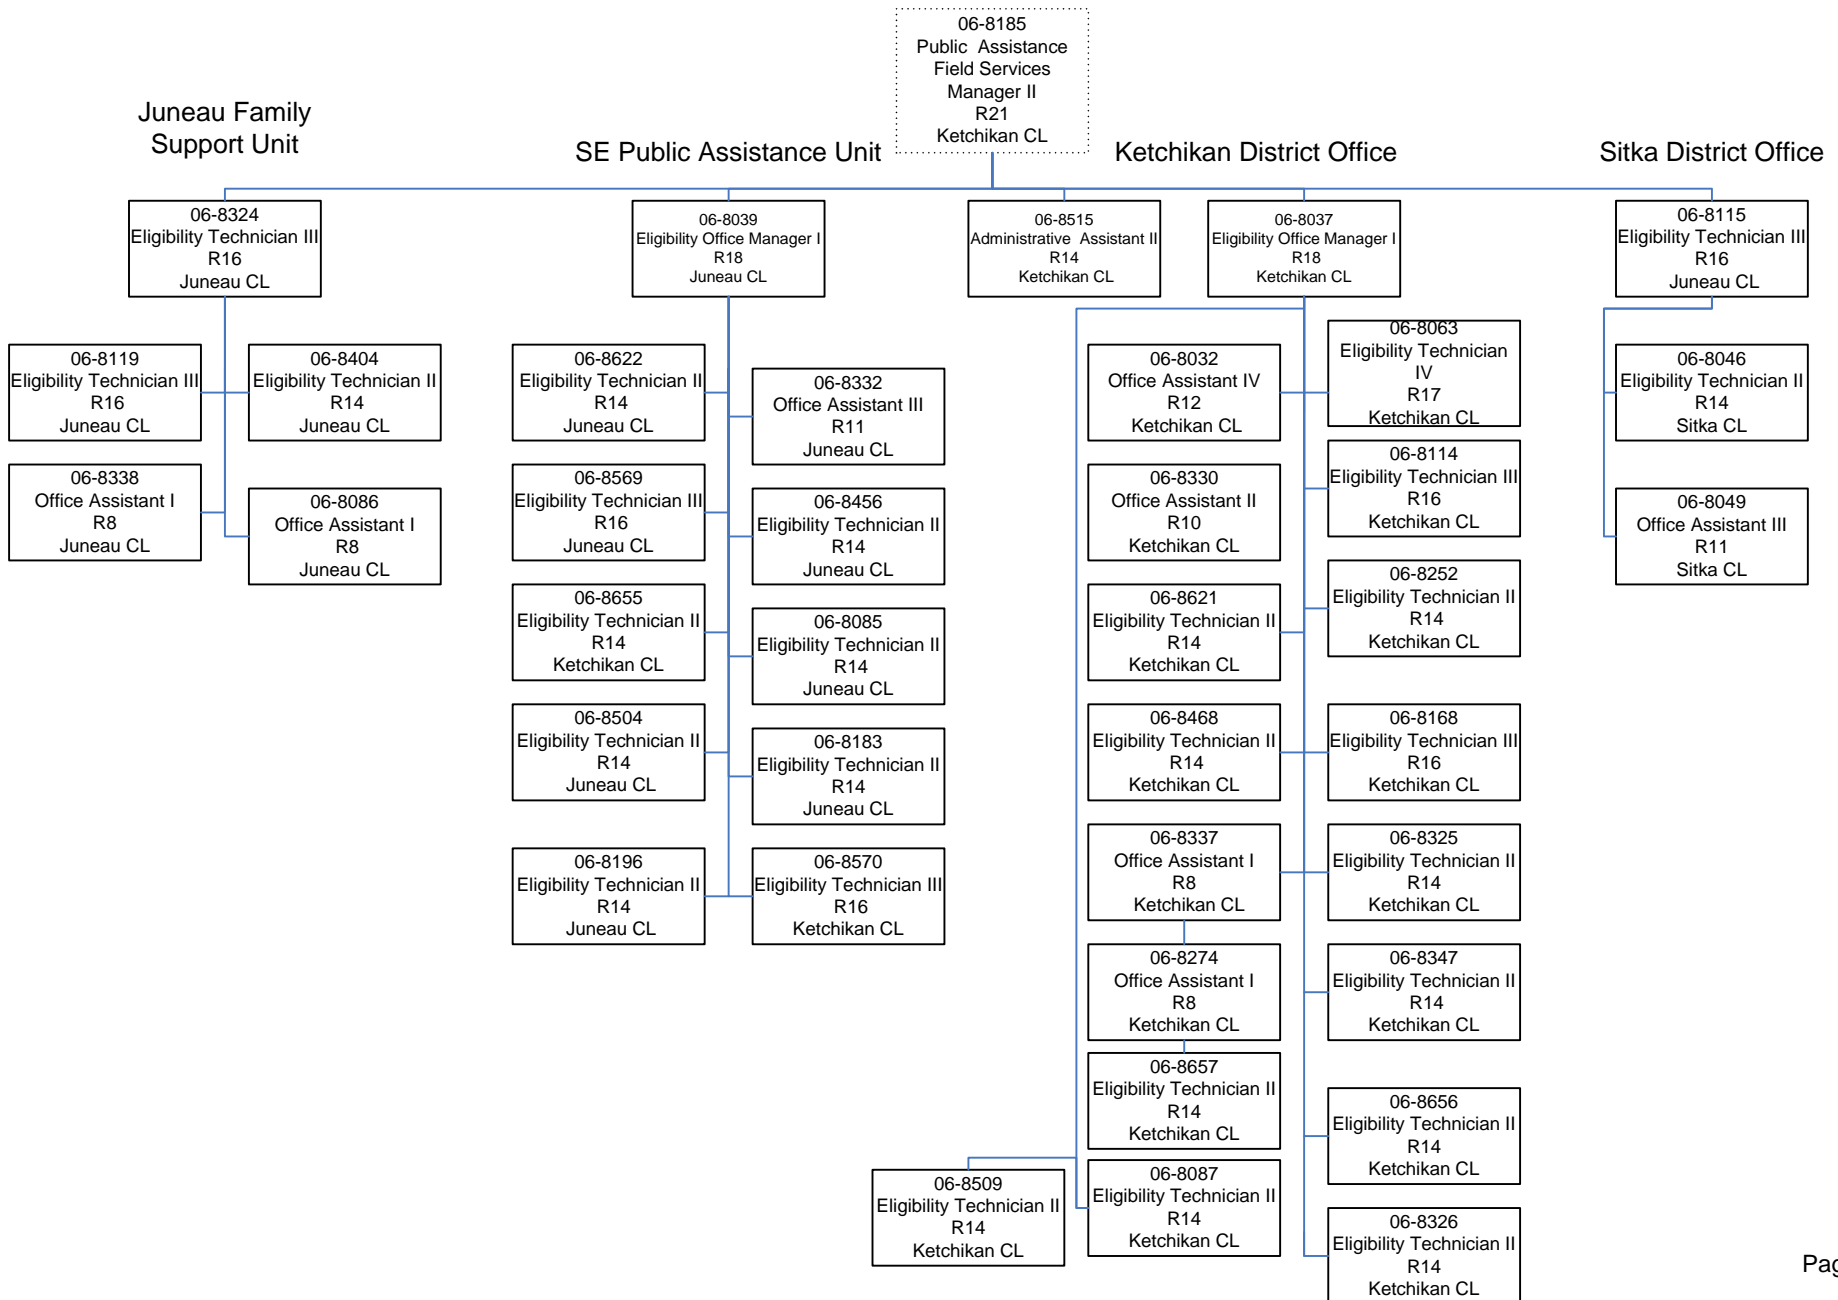 06-8185
Public Assistance
Field Services
Manager II
R21
Ketchikan CL
Juneau Family
Support Unit
SE Public Assistance Unit
Ketchikan District Office
Sitka District Office
06-8324
Eligibility Technician III
R16
Juneau CL
06-8039
Eligibility Office Manager I
R18
Juneau CL
06-8515
Administrative Assistant II
R14
Ketchikan CL
06-8037
Eligibility Office Manager I
R18
Ketchikan CL
06-8115
Eligibility Technician III
R16
Juneau CL
06-8119
Eligibility Technician III
R16
Juneau CL
06-8404
Eligibility Technician II
R14
Juneau CL
06-8338
Office Assistant I
R8
Juneau CL
06-8086
Office Assistant I
R8
Juneau CL
06-8622
Eligibility Technician II
R14
Juneau CL
06-8332
Office Assistant III
R11
Juneau CL
06-8569
Eligibility Technician III
R16
Juneau CL
06-8456
Eligibility Technician II
R14
Juneau CL
06-8655
Eligibility Technician II
R14
Ketchikan CL
06-8085
Eligibility Technician II
R14
Juneau CL
06-8504
Eligibility Technician II
R14
Juneau CL
06-8183
Eligibility Technician II
R14
Juneau CL
06-8196
Eligibility Technician II
R14
Juneau CL
06-8570
Eligibility Technician III
R16
Ketchikan CL
06-8032
Office Assistant IV
R12
Ketchikan CL
06-8063
Eligibility Technician
IV
R17
Ketchikan CL
06-8330
Office Assistant II
R10
Ketchikan CL
06-8114
Eligibility Technician III
R16
Ketchikan CL
06-8621
Eligibility Technician II
R14
Ketchikan CL
06-8252
Eligibility Technician II
R14
Ketchikan CL
06-8468
Eligibility Technician II
R14
Ketchikan CL
06-8168
Eligibility Technician III
R16
Ketchikan CL
06-8337
Office Assistant I
R8
Ketchikan CL
06-8325
Eligibility Technician II
R14
Ketchikan CL
06-8274
Office Assistant I
R8
Ketchikan CL
06-8347
Eligibility Technician II
R14
Ketchikan CL
06-8657
Eligibility Technician II
R14
Ketchikan CL
06-8656
Eligibility Technician II
R14
Ketchikan CL
06-8509
Eligibility Technician II
R14
Ketchikan CL
06-8087
Eligibility Technician II
R14
Ketchikan CL
06-8326
Eligibility Technician II
R14
Ketchikan CL
06-8046
Eligibility Technician II
R14
Sitka CL
06-8049
Office Assistant III
R11
Sitka CL